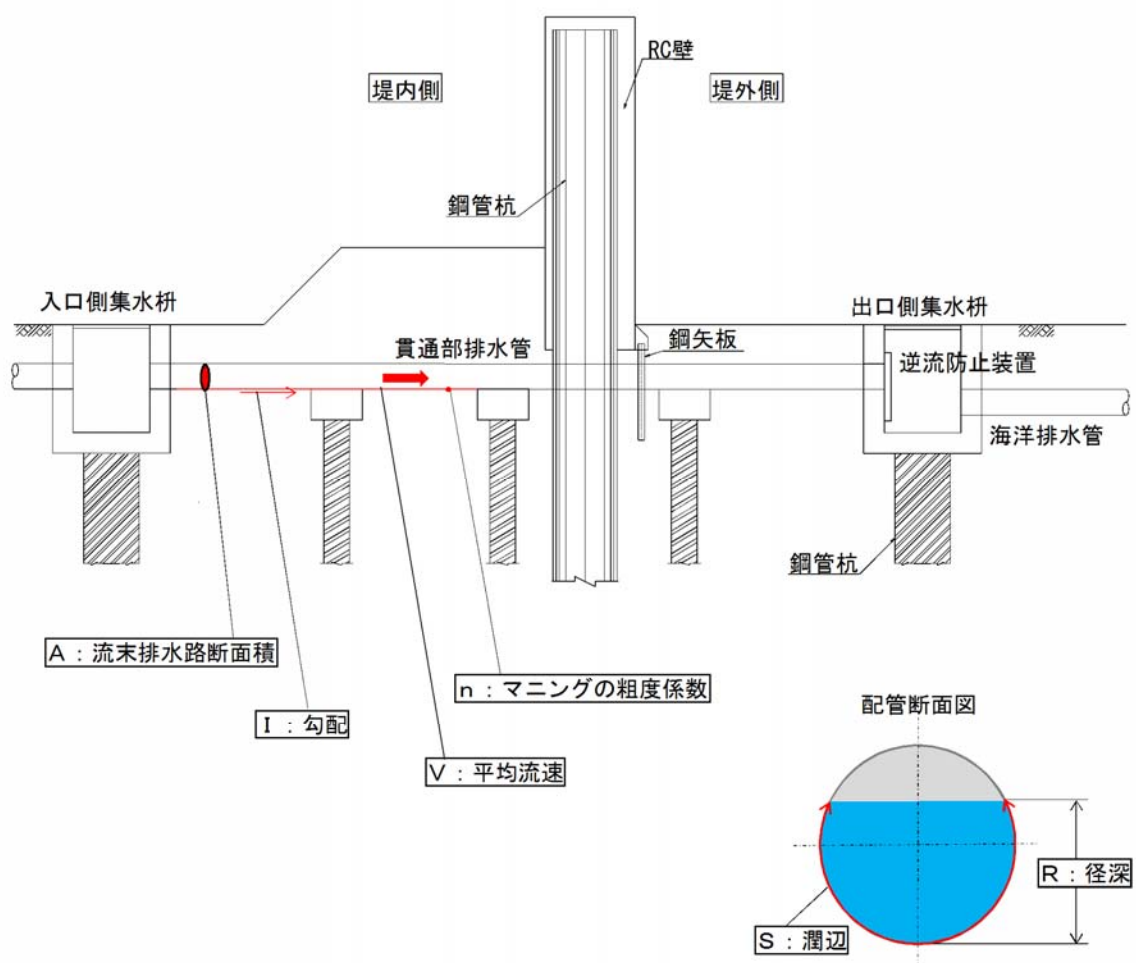 RC壁
堤内側
堤外側
鋼管杭
入口側集水枡
出口側集水枡
貫通部排水管
鋼矢板
逆流防止装置
海洋排水管
鋼管杭
A：流末排水路断面積
n：マニングの粗度係数
I：勾配
V：平均流速
配管断面図
R：径深
S：潤辺